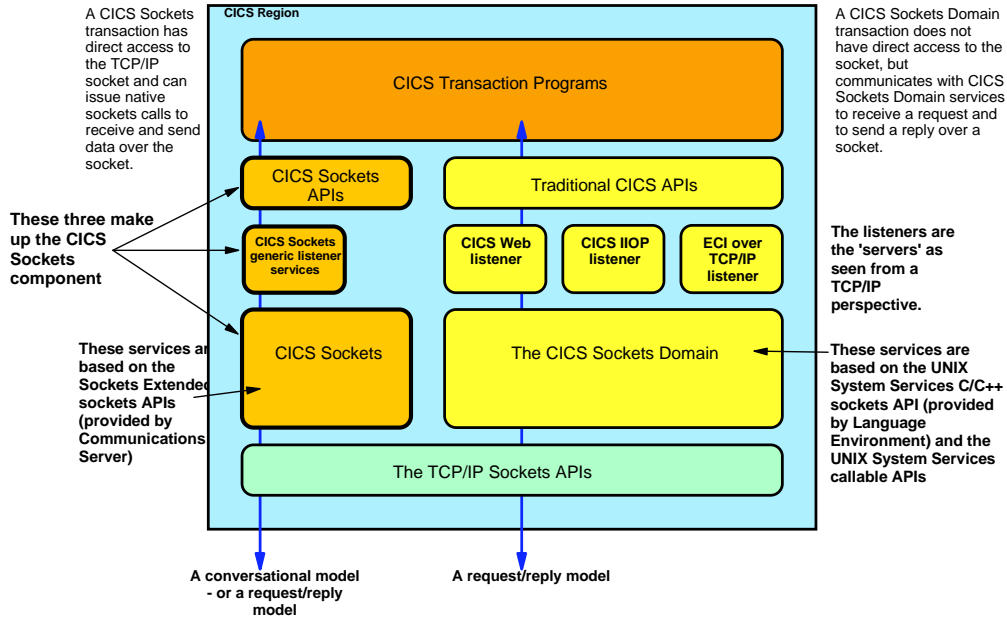 A CICS Sockets
transaction has
direct access to
the TCP/IP
socket and can
issue native
sockets calls to
receive and send
data over the
socket.
CICS Region
A CICS Sockets Domain
transaction does not
have direct access to the
socket, but
communicates with CICS
Sockets Domain services
to receive a request and
to send a reply over a
socket.
CICS Transaction Programs
CICS Sockets
APIs
Traditional CICS APIs
These three make
up the CICS
Sockets
component
CICS Sockets
generic listener
services
CICS Web
listener
CICS IIOP
listener
ECI over
TCP/IP
listener
The listeners are
the 'servers' as
seen from a
TCP/IP
perspective.
These services ar
based on the
Sockets Extended
sockets APIs
(provided by
Communications
Server)
CICS Sockets
The CICS Sockets Domain
These services are
based on the UNIX
System Services C/C++
sockets API (provided
by Language
Environment) and the
UNIX System Services
callable APIs
The TCP/IP Sockets APIs
A conversational model
- or a request/reply
model
A request/reply model